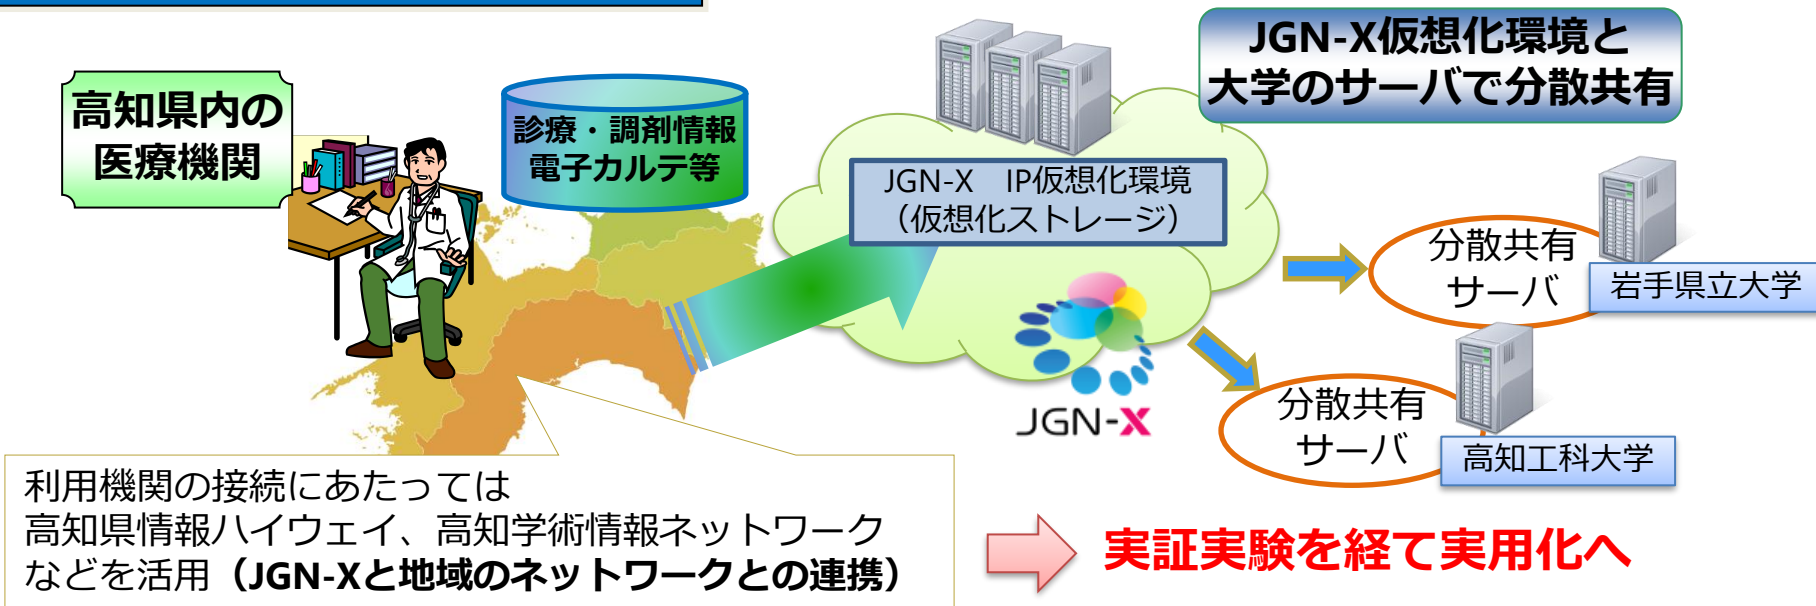 高知県内の
医療機関
診療・調剤情報
電子カルテ等
JGN-X仮想化環境と
大学のサーバで分散共有
JGN-X　IP仮想化環境
（仮想化ストレージ）
分散共有
サーバ
岩手県立大学
JGN-X
分散共有
サーバ
高知工科大学
利用機関の接続にあたっては
高知県情報ハイウェイ、高知学術情報ネットワーク
などを活用（JGN-Xと地域のネットワークとの連携）
実証実験を経て実用化へ